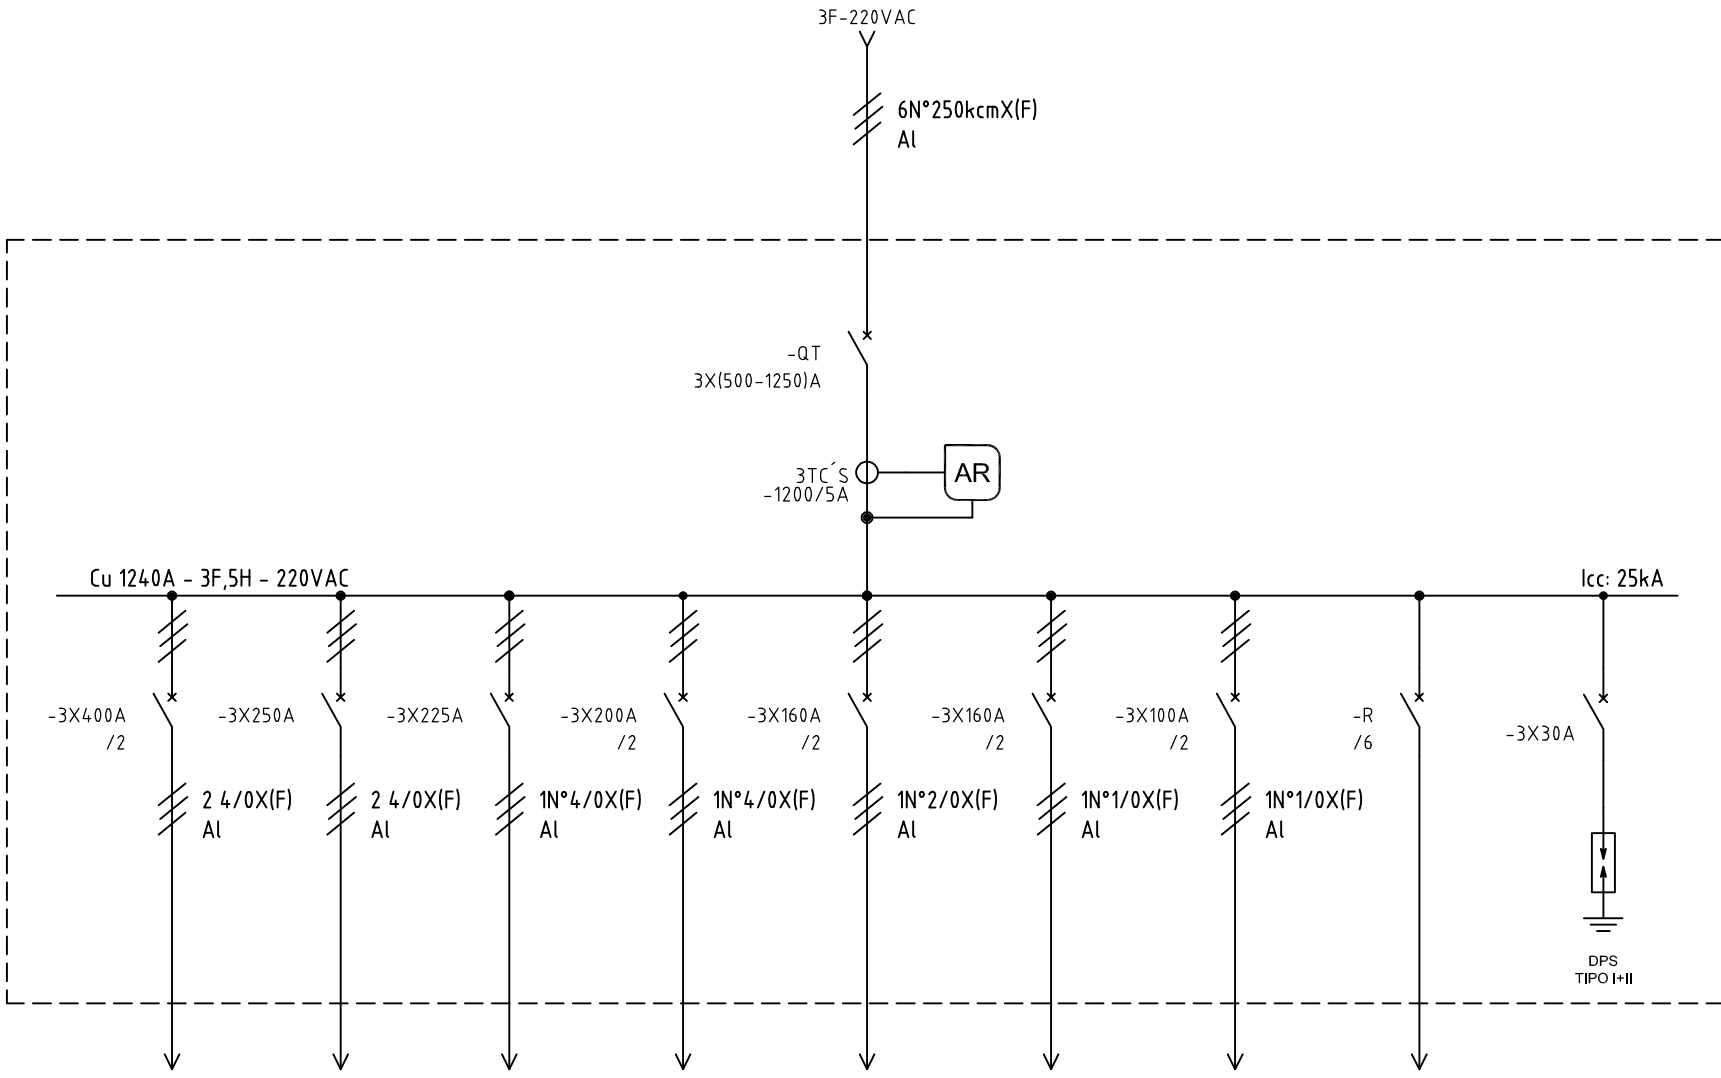 3F-220VAC
6N°250kcmX(F)
Al
-QT
3X(500-1250)A
3TC´S
-1200/5A
AR
Cu 1240A - 3F,5H - 220VAC
Icc: 25kA
-3X400A
/2
-3X250A
-3X225A
-3X200A
/2
-3X160A
/2
-3X160A
/2
-3X100A
/2
-R
/6
-3X30A
2 4/0X(F)
Al
2 4/0X(F)
Al
1N°4/0X(F)
Al
1N°4/0X(F)
Al
1N°2/0X(F)
Al
1N°1/0X(F)
Al
1N°1/0X(F)
Al
DPS
TIPO I+II